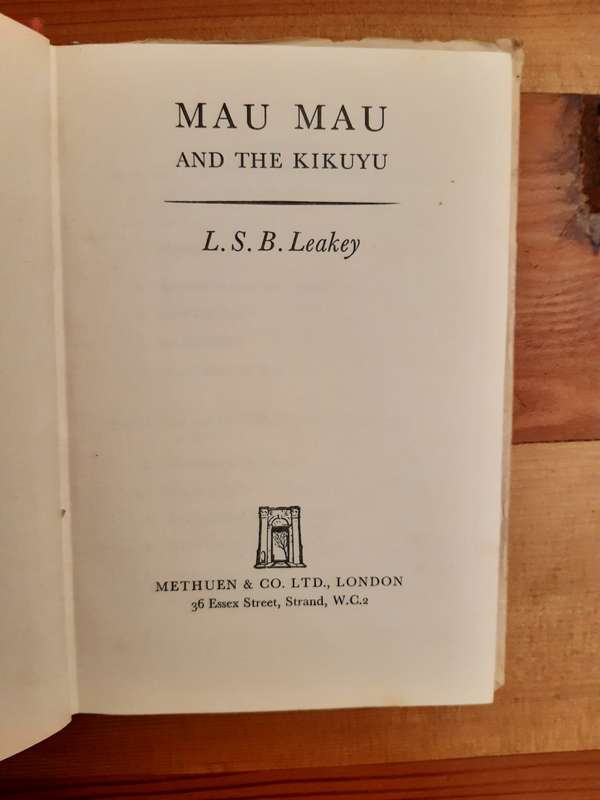 MAU MAU
AND THE KIKUYU
L. S. B. Leakey
METHUEN & CO. LTD., LONDON
36 Essex Street, Strand, W.C.2